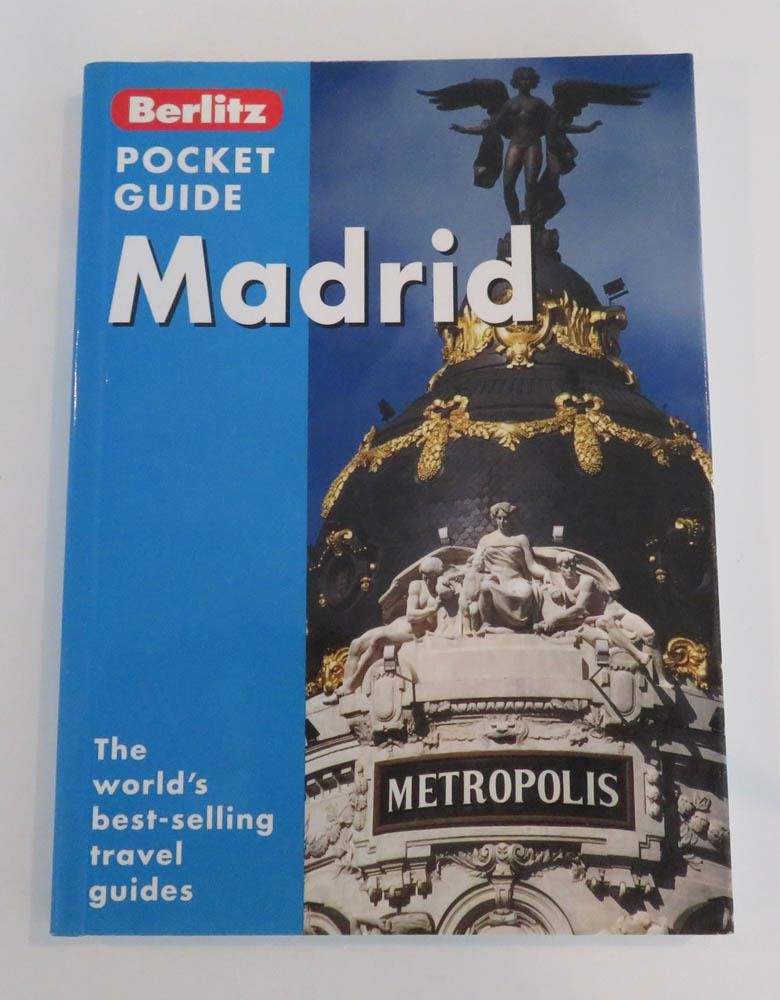 Berlitz
POCKET
GUIDE
Madrid
METROPOLIS
The
world's
best-selling
travel
guides